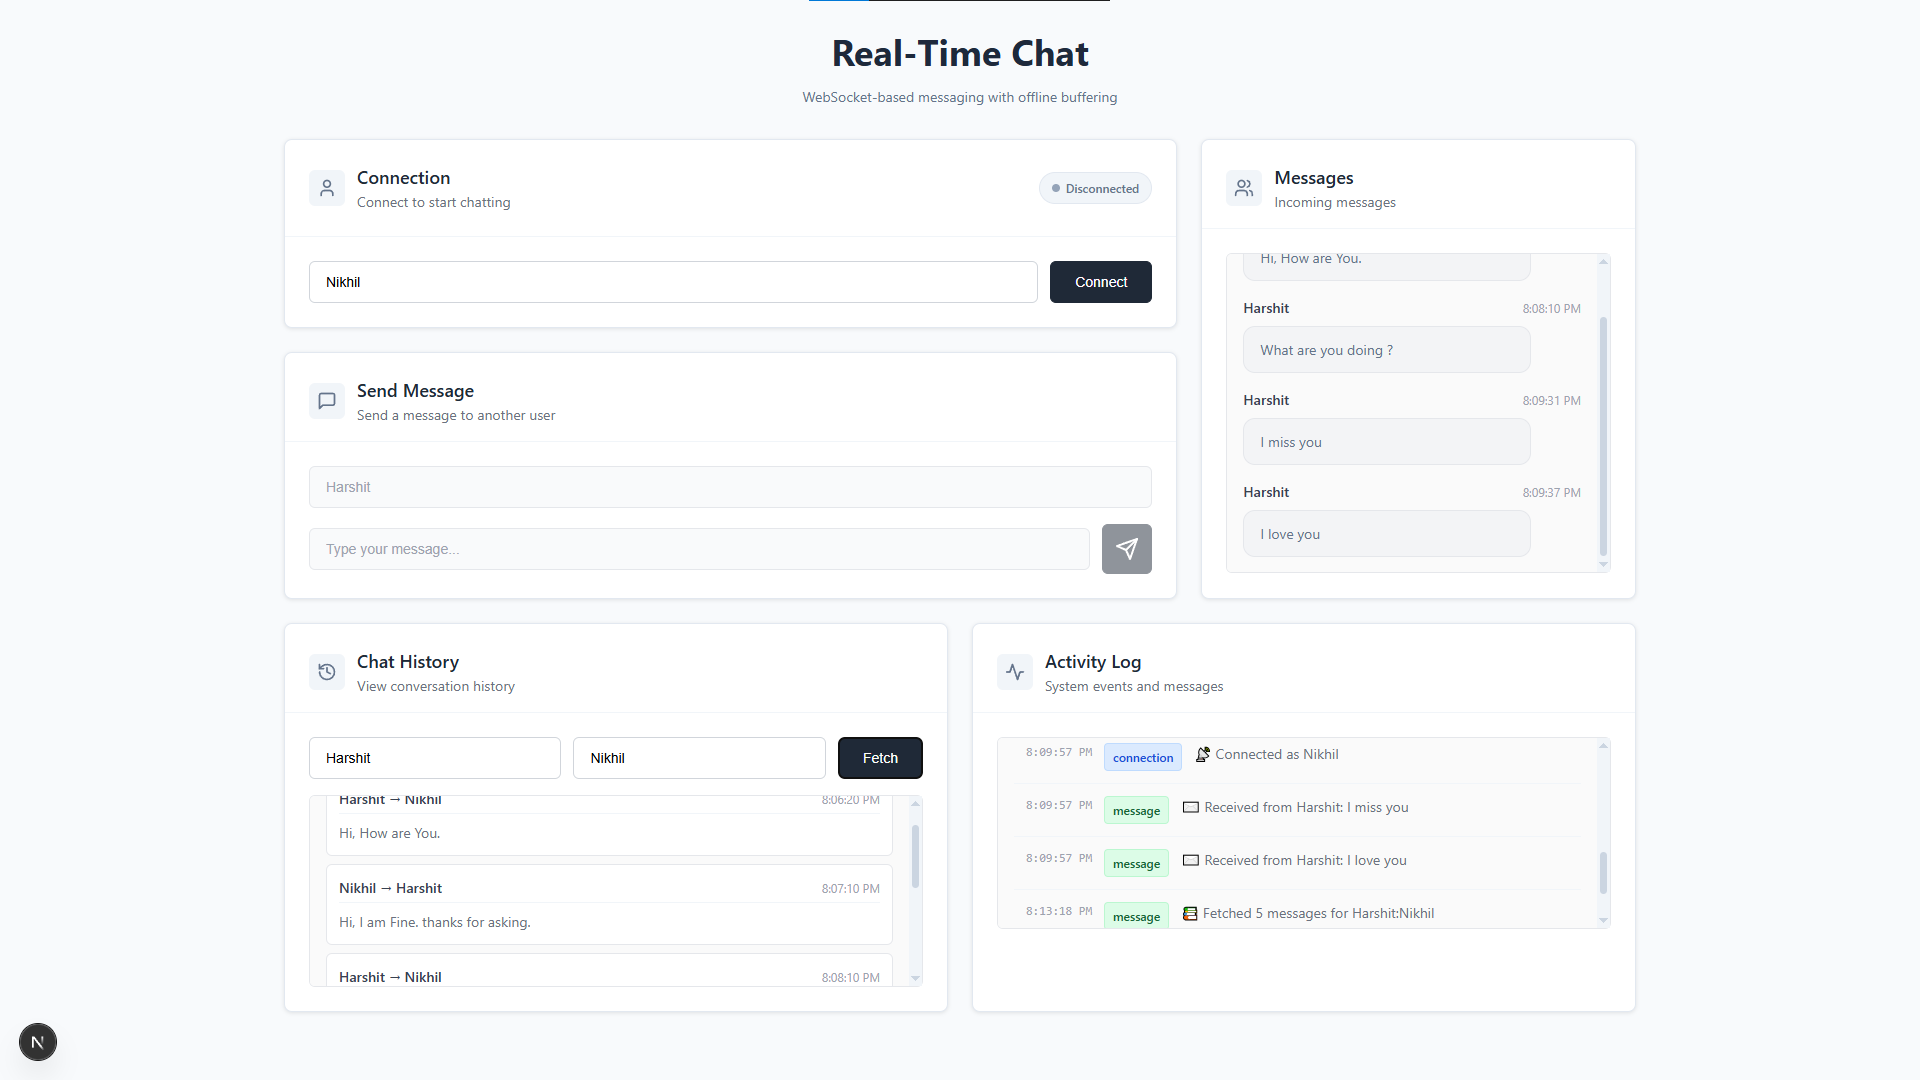 Real-Time Chat
WebSocket-based messaging with offline buffering
Connection
Connect to start chatting
Disconnected
Nikhil
Connect
Send Message
Send a message to another user
Harshit
Type your message...
Messages
Incoming messages
Hi, How are You.
Harshit 8:08:10 PM
What are you doing ?
Harshit 8:09:31 PM
I miss you
Harshit 8:09:37 PM
I love you
Chat History
View conversation history
Harshit Nikhil Fetch
Harshit → Nikhil 8:06:20 PM
Hi, How are You.
Nikhil → Harshit 8:07:10 PM
Hi, I am Fine. thanks for asking.
Harshit → Nikhil 8:08:10 PM
Activity Log
System events and messages
8:09:57 PM connection 📡 Connected as Nikhil
8:09:57 PM message ✉️ Received from Harshit: I miss you
8:09:57 PM message ✉️ Received from Harshit: I love you
8:13:18 PM message 📚 Fetched 5 messages for Harshit:Nikhil
N